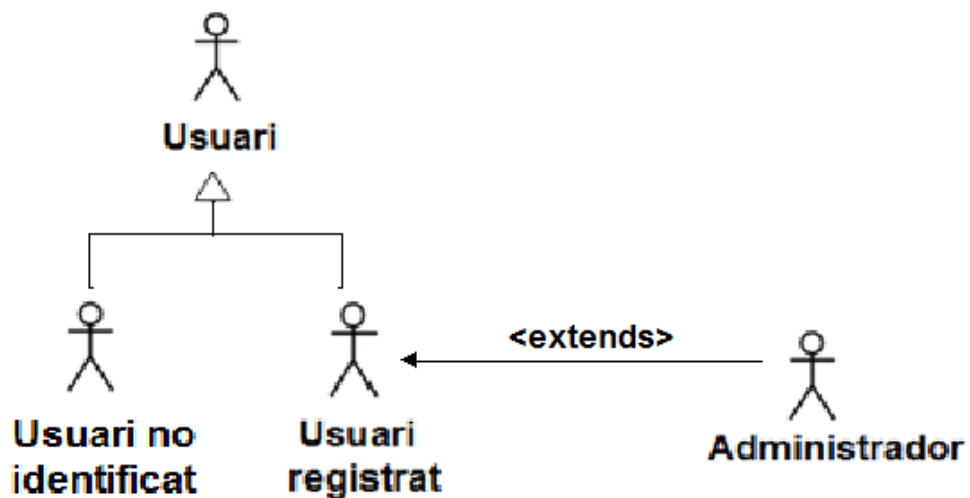 Usuari
<extends>
Usuari no
identificat
Usuari
registrat
Administrador